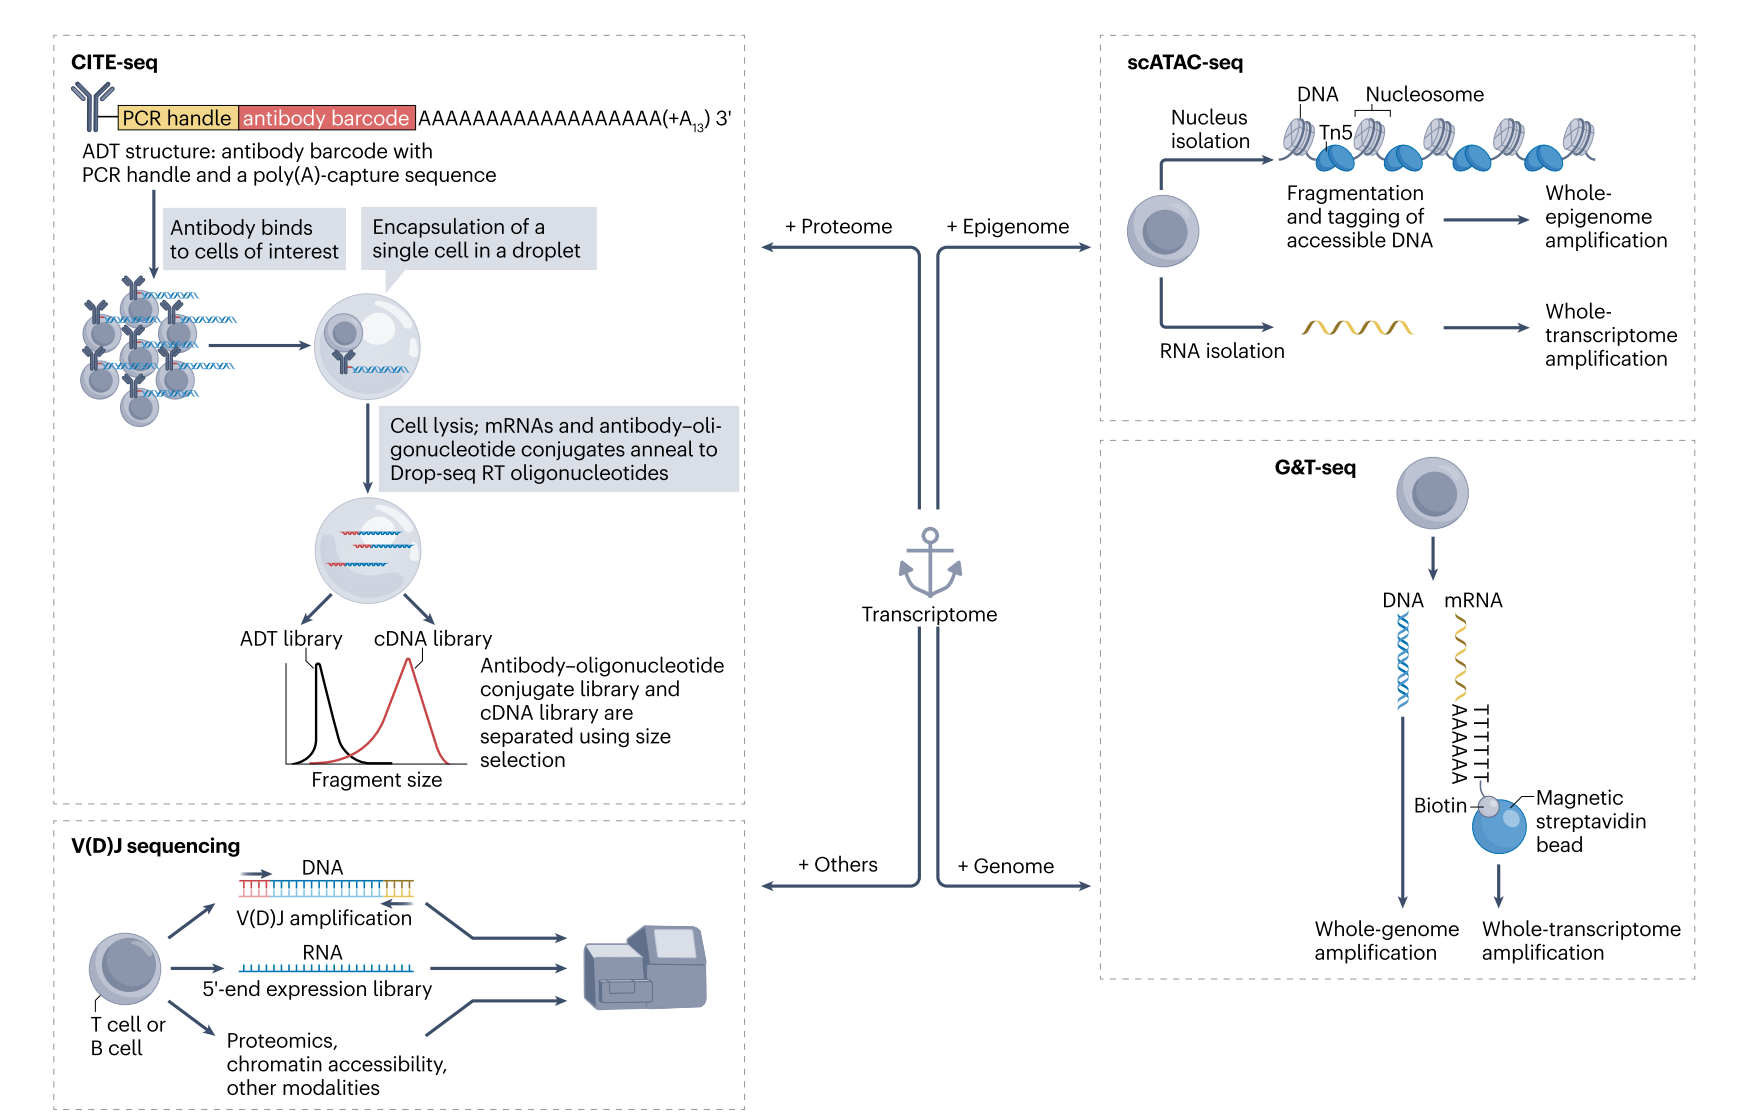 CITE-seq
PCR handle antibody barcode AAAAAAAAAAAAAAAAAA(+A13) 3'
ADT structure: antibody barcode with
PCR handle and a poly(A)-capture sequence
Antibody binds
to cells of interest
Encapsulation of a
single cell in a droplet
Cell lysis; mRNAs and antibody–oli-
gonucleotide conjugates anneal to
Drop-seq RT oligonucleotides
ADT library
cDNA library
Antibody–oligonucleotide
conjugate library and
cDNA library are
separated using size
selection
Fragment size
V(D)J sequencing
DNA
V(D)J amplification
RNA
5'-end expression library
T cell or
B cell
Proteomics,
chromatin accessibility,
other modalities
+ Proteome
+ Epigenome
Transcriptome
+ Others
+ Genome
scATAC-seq
Nucleus
isolation
DNA
Nucleosome
Tn5
Fragmentation
and tagging of
accessible DNA
Whole-
epigenome
amplification
RNA isolation
Whole-
transcriptome
amplification
G&T-seq
DNA
mRNA
AAAAAAA
TTTTTTT
Biotin
Magnetic
streptavidin
bead
Whole-genome
amplification
Whole-transcriptome
amplification